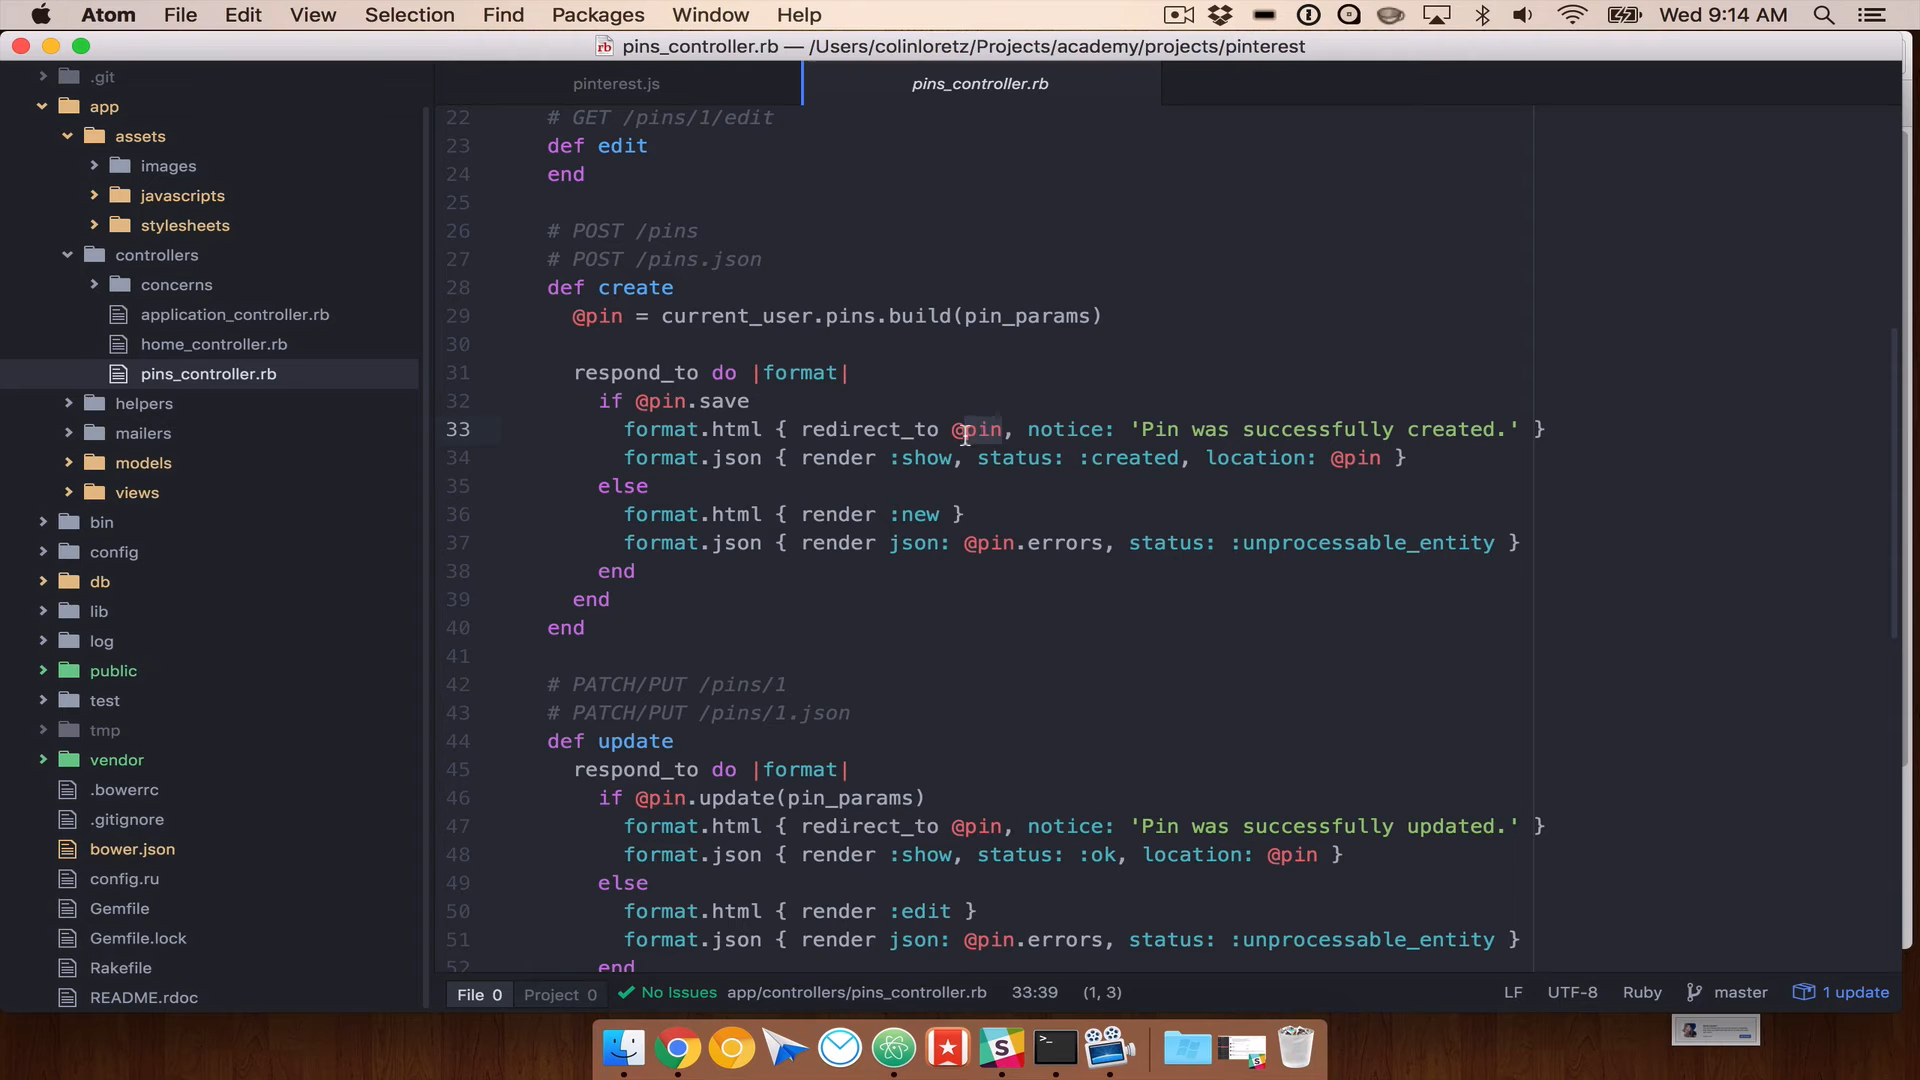 Atom File Edit View Selection Find Packages Window Help Wed 9:14 AM
pins_controller.rb — /Users/colinloretz/Projects/academy/projects/pinterest
pinterest.js
pins_controller.rb
.git
app
assets
images
javascripts
stylesheets
controllers
concerns
application_controller.rb
home_controller.rb
pins_controller.rb
helpers
mailers
models
views
bin
config
db
lib
log
public
test
tmp
vendor
.bowerrc
.gitignore
bower.json
config.ru
Gemfile
Gemfile.lock
Rakefile
README.rdoc
22 # GET /pins/1/edit
23 def edit
24 end
25
26 # POST /pins
27 # POST /pins.json
28 def create
29 @pin = current_user.pins.build(pin_params)
30
31 respond_to do |format|
32 if @pin.save
33 format.html { redirect_to @pin, notice: 'Pin was successfully created.' }
34 format.json { render :show, status: :created, location: @pin }
35 else
36 format.html { render :new }
37 format.json { render json: @pin.errors, status: :unprocessable_entity }
38 end
39 end
40 end
41
42 # PATCH/PUT /pins/1
43 # PATCH/PUT /pins/1.json
44 def update
45 respond_to do |format|
46 if @pin.update(pin_params)
47 format.html { redirect_to @pin, notice: 'Pin was successfully updated.' }
48 format.json { render :show, status: :ok, location: @pin }
49 else
50 format.html { render :edit }
51 format.json { render json: @pin.errors, status: :unprocessable_entity }
52 end
File 0 Project 0 No Issues app/controllers/pins_controller.rb 33:39 (1, 3) LF UTF-8 Ruby master 1 update